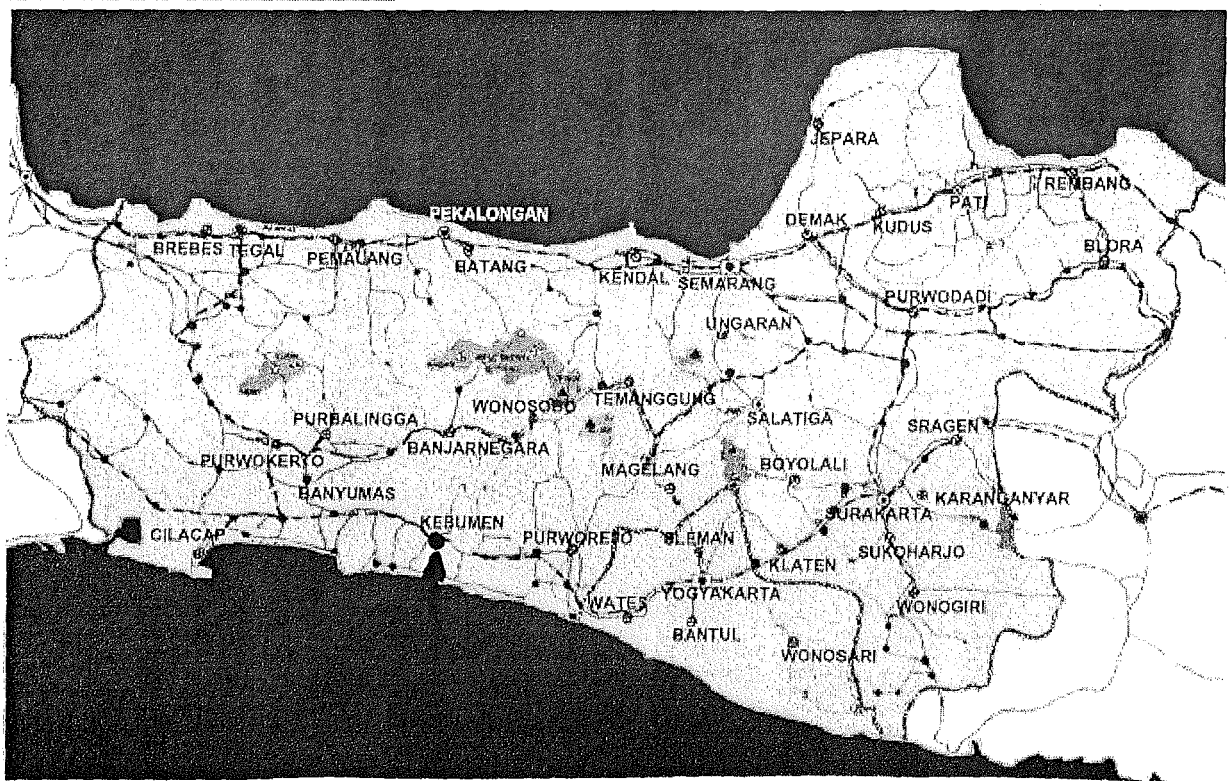 JEPARA
REMBANG
PATI
PEKALONGAN
DEMAK
KUDUS
BREBES
TEGAL
PEMALANG
BATANG
BLORA
KENDAL
SEMARANG
PURWODADI
UNGARAN
WONOSOBO
TEMANGGUNG
SALATIGA
PURBALINGGA
BANJARNEGARA
SRAGEN
PURWOKERTO
MAGELANG
BOYOLALI
BANYUMAS
KARANGANYAR
KEBUMEN
SURAKARTA
CILACAP
PURWOREJO
SLEMAN
SUKOHARJO
KLATEN
YOGYAKARTA
WATES
WONOGIRI
BANTUL
WONOSARI